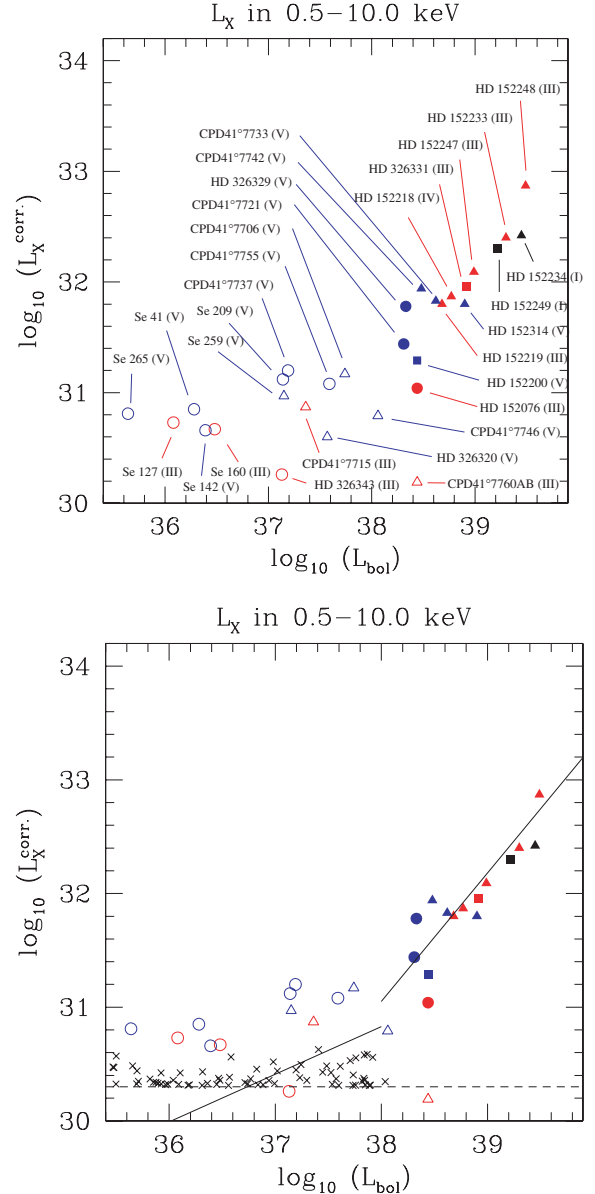 L_X in 0.5−10.0 keV
34
HD 152248 (III)
HD 152233 (III)
CPD41°7733 (V)
HD 152247 (III)
33
CPD41°7742 (V)
HD 326331 (III)
HD 326329 (V)
HD 152218 (IV)
CPD41°7721 (V)
CPD41°7706 (V)
CPD41°7755 (V)
HD 152234 (I)
32
CPD41°7737 (V)
HD 152249 (I)
Se 209 (V)
Se 41 (V)
HD 152314 (V)
Se 259 (V)
HD 152219 (III)
Se 265 (V)
HD 152200 (V)
31
HD 152076 (III)
CPD41°7746 (V)
HD 326320 (V)
CPD41°7715 (III)
Se 127 (III)
Se 160 (III)
HD 326343 (III)
CPD41°7760AB (III)
Se 142 (V)
30
36 37 38 39
log10 (L_X^corr.)
log10 (L_bol)
L_X in 0.5−10.0 keV
34
33
32
31
30
36 37 38 39
log10 (L_X^corr.)
log10 (L_bol)